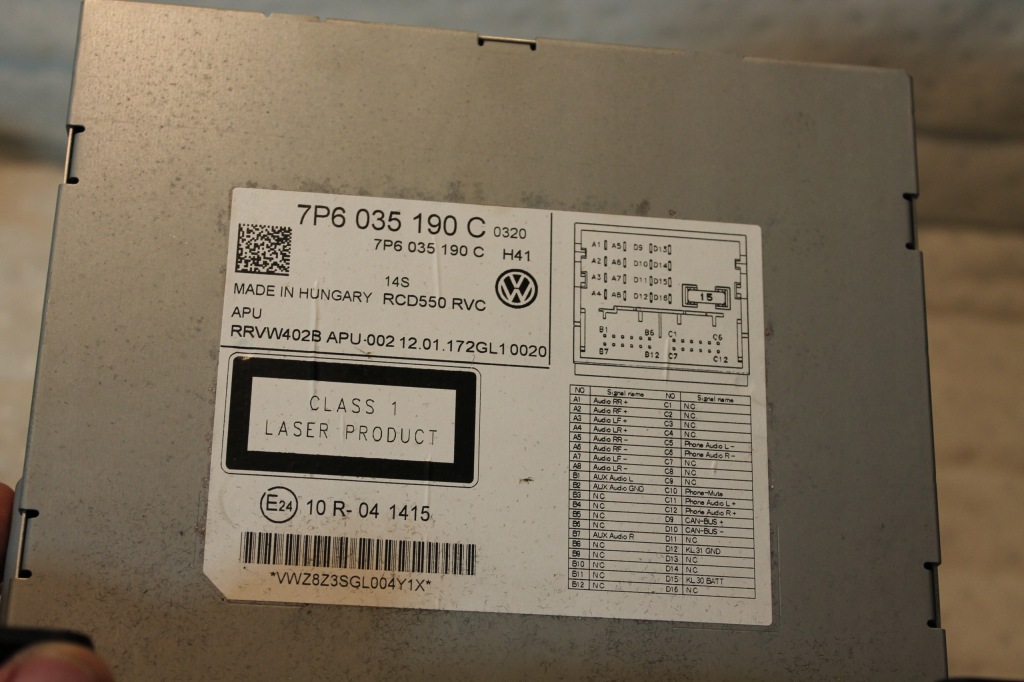 7P6 035 190 C 0320
7P6 035 190 C H41
14S
MADE IN HUNGARY RCD550 RVC
APU
RRVW402B APU-002 12.01.172GL1 0020
CLASS 1
LASER PRODUCT
E24 10 R- 04 1415
*VWZ8Z3SGL004Y1X*
A1 A5 D9 D13
A2 A6 D10 D14
A3 A7 D11 D15
A4 A8 D12 D16
15
B1 B6 C1 C6
B7 B12 C7 C12
NO Signal name NO Signal name
A1 Audio RR + C1 NC
A2 Audio RF + C2 NC
A3 Audio LF + C3 NC
A4 Audio LR + C4 NC
A5 Audio RR - C5 Phone Audio L -
A6 Audio RF - C6 Phone Audio R -
A7 Audio LF - C7 NC
A8 Audio LR - C8 NC
B1 AUX Audio L C9 NC
B2 AUX Audio GND C10 Phone-Mute
B3 NC C11 Phone Audio L +
B4 NC C12 Phone Audio R +
B5 NC D9 CAN-BUS +
B6 NC D10 CAN-BUS -
B7 AUX Audio R D11 NC
B8 NC D12 KL31 GND
B9 NC D13 NC
B10 NC D14 NC
B11 NC D15 KL30 BATT
B12 NC D16 NC